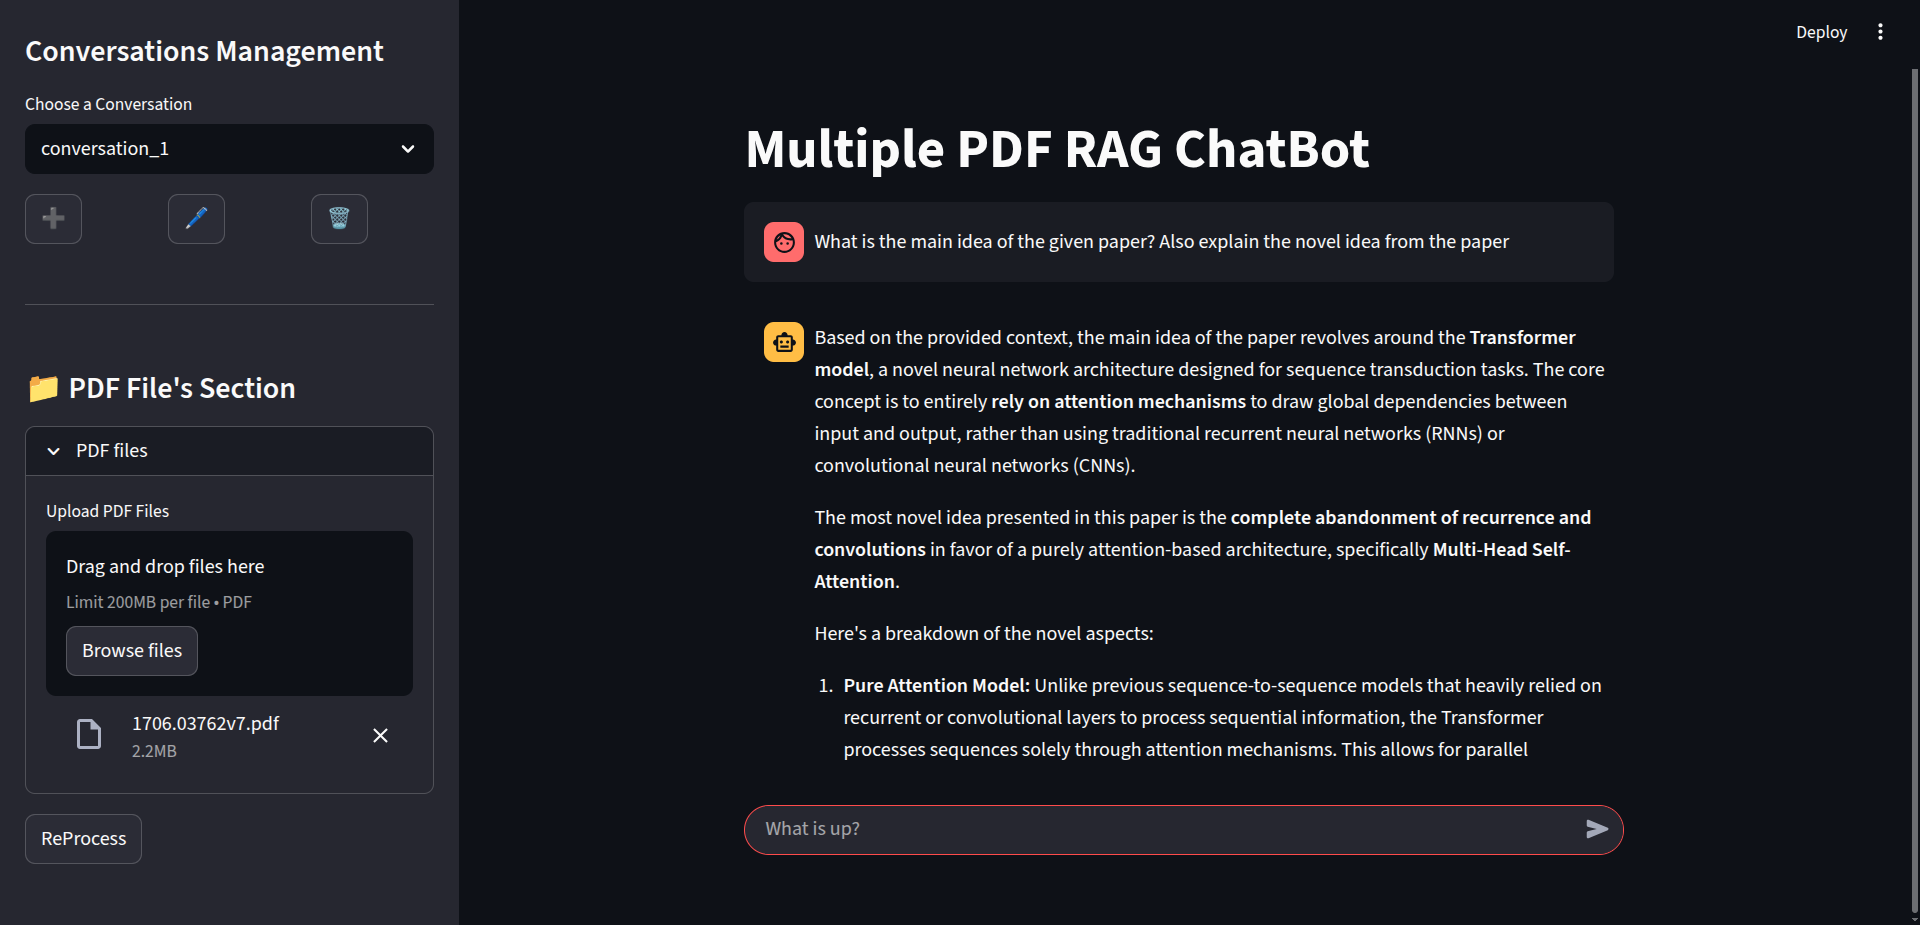 Conversations Management
Choose a Conversation
conversation_1
📁 PDF File's Section
PDF files
Upload PDF Files
Drag and drop files here
Limit 200MB per file • PDF
Browse files
1706.03762v7.pdf
2.2MB
ReProcess
Deploy
Multiple PDF RAG ChatBot
What is the main idea of the given paper? Also explain the novel idea from the paper
Based on the provided context, the main idea of the paper revolves around the Transformer
model, a novel neural network architecture designed for sequence transduction tasks. The core
concept is to entirely rely on attention mechanisms to draw global dependencies between
input and output, rather than using traditional recurrent neural networks (RNNs) or
convolutional neural networks (CNNs).
The most novel idea presented in this paper is the complete abandonment of recurrence and
convolutions in favor of a purely attention-based architecture, specifically Multi-Head Self-
Attention.
Here's a breakdown of the novel aspects:
1. Pure Attention Model: Unlike previous sequence-to-sequence models that heavily relied on
recurrent or convolutional layers to process sequential information, the Transformer
processes sequences solely through attention mechanisms. This allows for parallel
What is up?